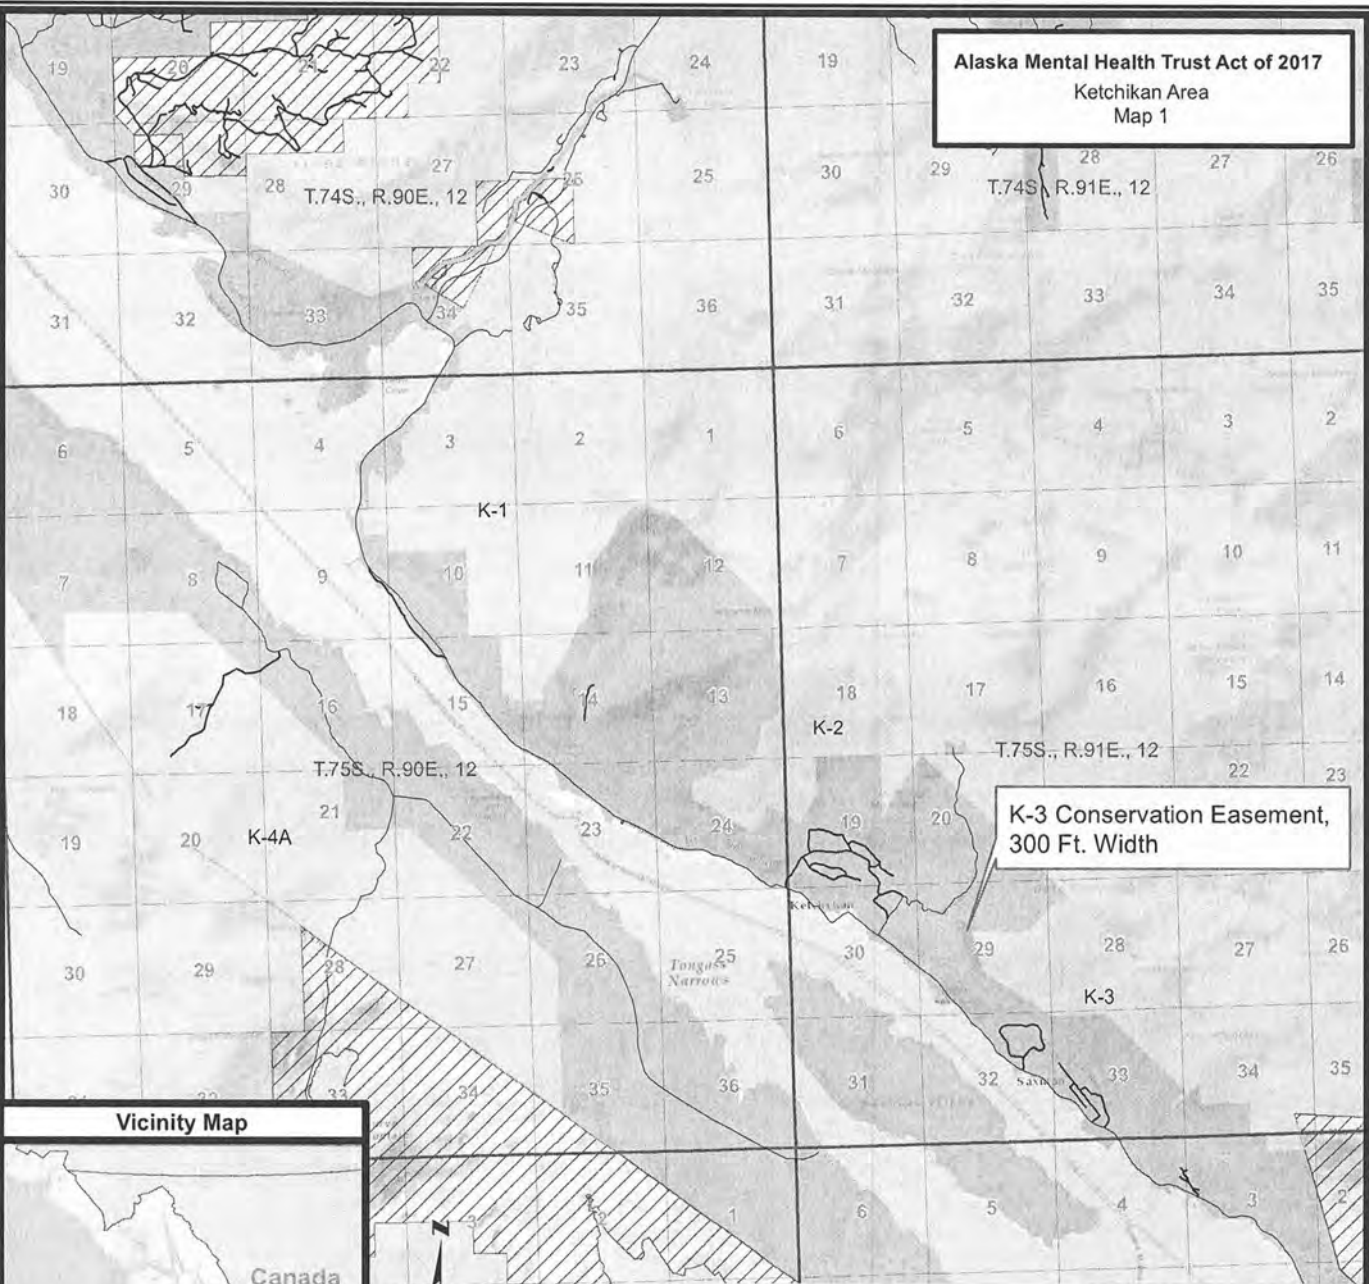 Alaska Mental Health Trust Act of 2017
Ketchikan Area
Map 1
19 20 21 22 23 24 19
30 29 28 27 26 25 30 29 28 27 26
T.74S., R.90E., 12 T.74S., R.91E., 12
31 32 33 34 35 36 31 32 33 34 35
6 5 4 3 2 1 6 5 4 3 2
K-1
7 8 9 10 11 12 7 8 9 10 11
18 17 16 15 14 13 18 17 16 15 14
K-2
T.75S., R.90E., 12 T.75S., R.91E., 12
22 23
19 20 21 22 23 24 19 20
K-4A
K-3 Conservation Easement,
300 Ft. Width
Ketchikan
30 29 28 27 26 25 30 29 28 27 26
Tongass
Narrows
K-3
33 34 35 36 31 32 33 34 35
Saxman
Vicinity Map
3 1 6 5 4 3 2
N
Canada